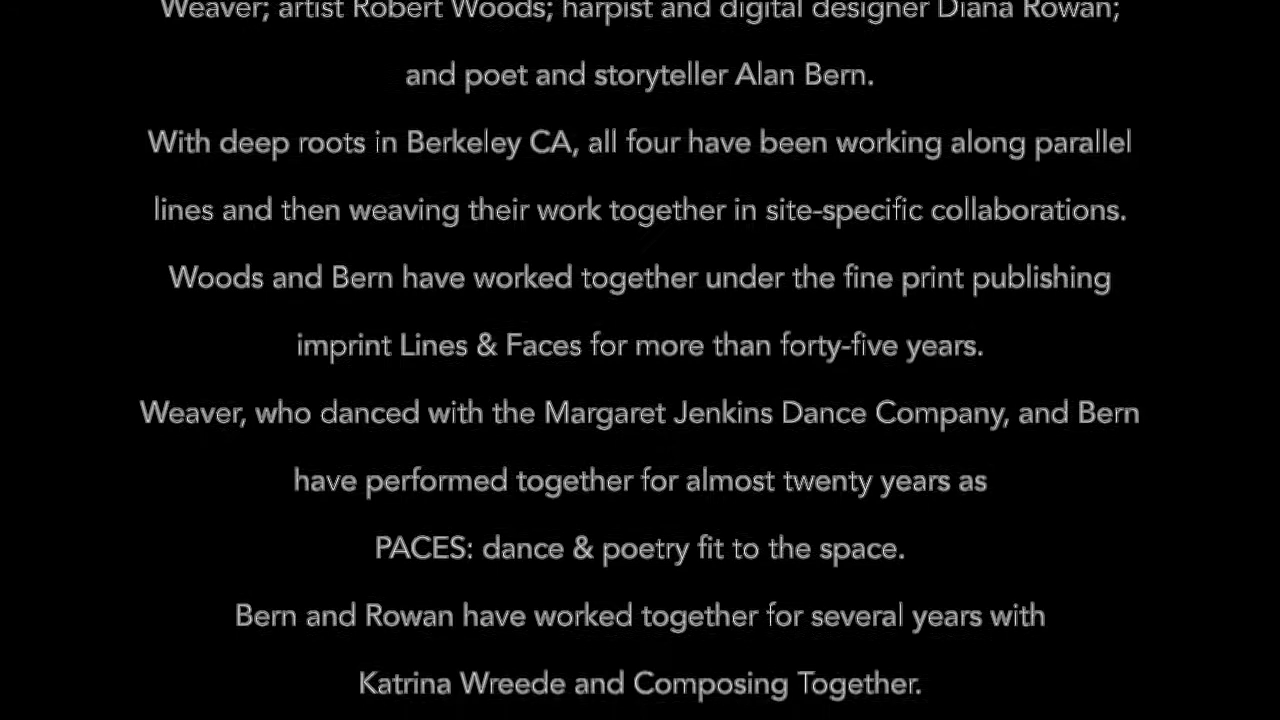 Weaver; artist Robert Woods; harpist and digital designer Diana Rowan;
and poet and storyteller Alan Bern.
With deep roots in Berkeley CA, all four have been working along parallel
lines and then weaving their work together in site-specific collaborations.
Woods and Bern have worked together under the fine print publishing
imprint Lines & Faces for more than forty-five years.
Weaver, who danced with the Margaret Jenkins Dance Company, and Bern
have performed together for almost twenty years as
PACES: dance & poetry fit to the space.
Bern and Rowan have worked together for several years with
Katrina Wreede and Composing Together.